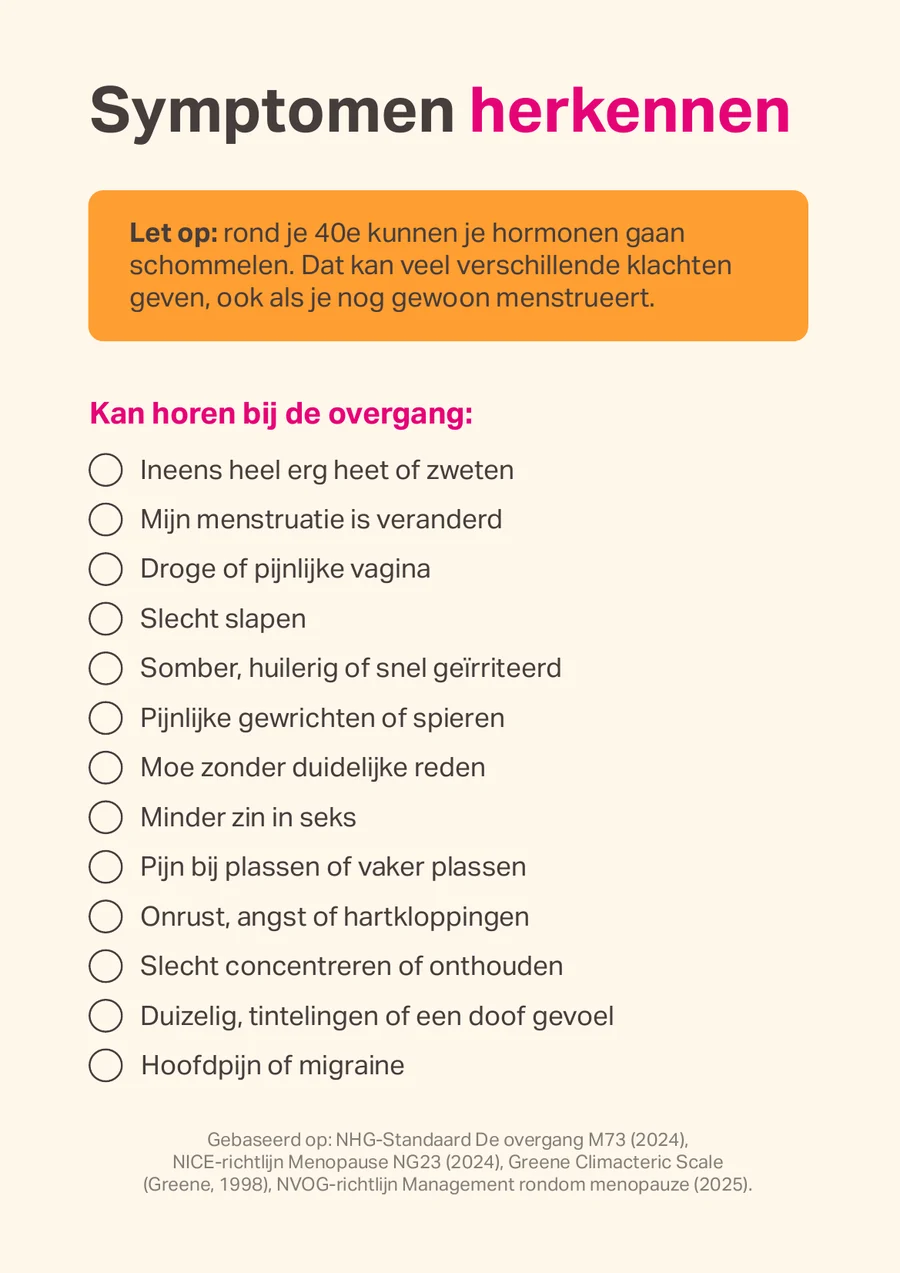 Symptomen herkennen
Let op: rond je 40e kunnen je hormonen gaan
schommelen. Dat kan veel verschillende klachten
geven, ook als je nog gewoon menstrueert.
Kan horen bij de overgang:
Ineens heel erg heet of zweten
Mijn menstruatie is veranderd
Droge of pijnlijke vagina
Slecht slapen
Somber, huilerig of snel geïrriteerd
Pijnlijke gewrichten of spieren
Moe zonder duidelijke reden
Minder zin in seks
Pijn bij plassen of vaker plassen
Onrust, angst of hartkloppingen
Slecht concentreren of onthouden
Duizelig, tintelingen of een doof gevoel
Hoofdpijn of migraine
Gebaseerd op: NHG-Standaard De overgang M73 (2024),
NICE-richtlijn Menopause NG23 (2024), Greene Climacteric Scale
(Greene, 1998), NVOG-richtlijn Management rondom menopauze (2025).